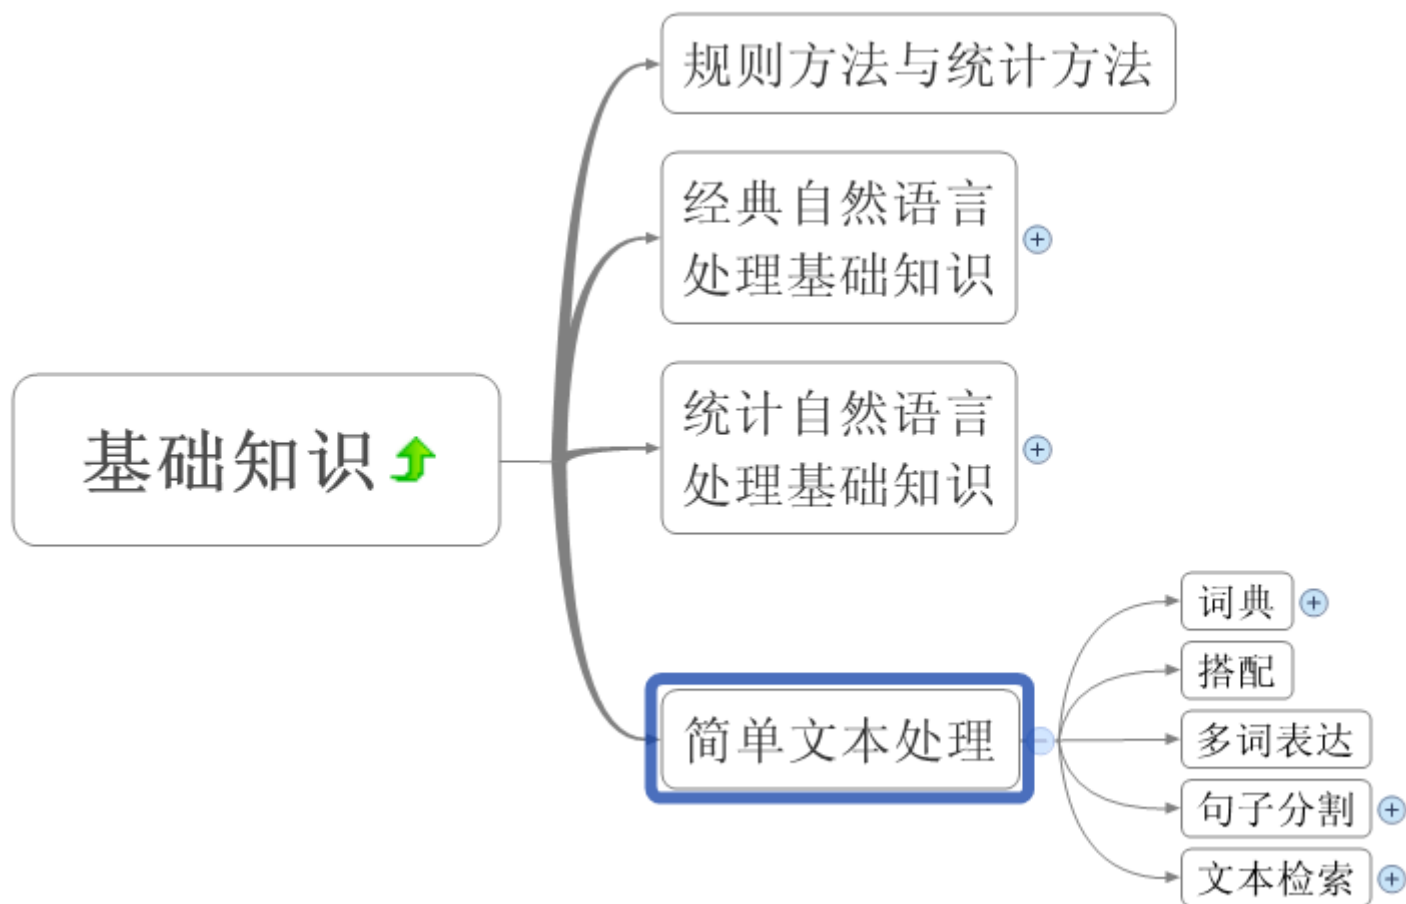 规则方法与统计方法
经典自然语言
处理基础知识
统计自然语言
处理基础知识
基础知识
简单文本处理
词典
搭配
多词表达
句子分割
文本检索